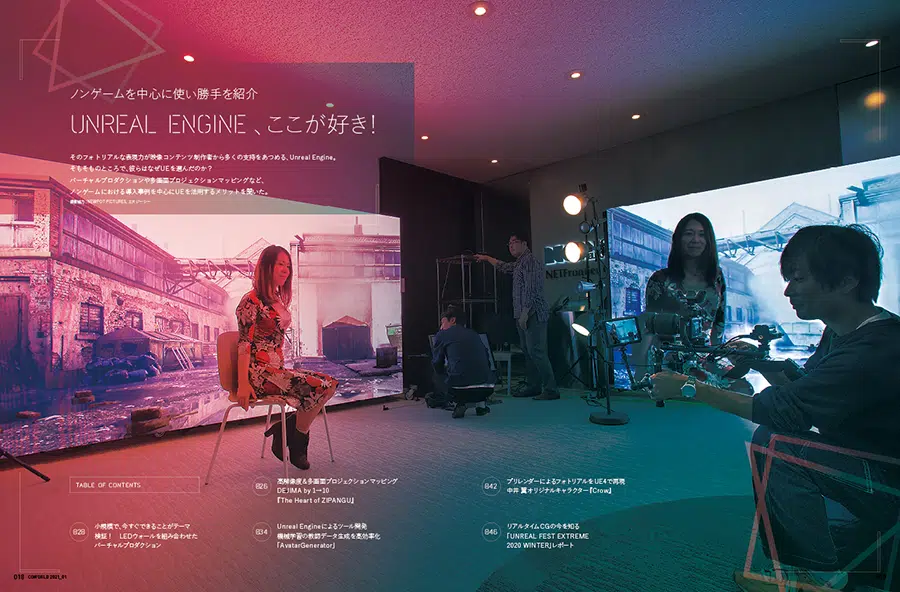 ノンゲームを中心に使い勝手を紹介
UNREAL ENGINE、ここが好き!
そのフォトリアルな表現力が映像コンテンツ制作者から多くの支持をあつめる、Unreal Engine。
そもそものところで、彼らはなぜUEを選んだのか?
バーチャルプロダクションや多面面プロジェクションマッピングなど、
ノンゲームにおける導入事例を中心にUEを活用するメリットを聞いた。
NETFront
TABLE OF CONTENTS
028
小規模で、今すぐできることがテーマ
検証! LEDウォールを組み合わせた
バーチャルプロダクション
026
高解像度&多画面プロジェクションマッピング
DEJIMA by 1→10
『The Heart of ZIPANGU』
034
Unreal Engineによるツール開発
機械学習の教師データ生成を高効率化
「AvatarGenerator」
042
プリレンダーによるフォトリアルをUE4で再現
中井 翼オリジナルキャラクター『Crow』
046
リアルタイムCGの今を知る
「UNREAL FEST EXTREME
2020 WINTER」レポート
018 CGWORLD 2021_01